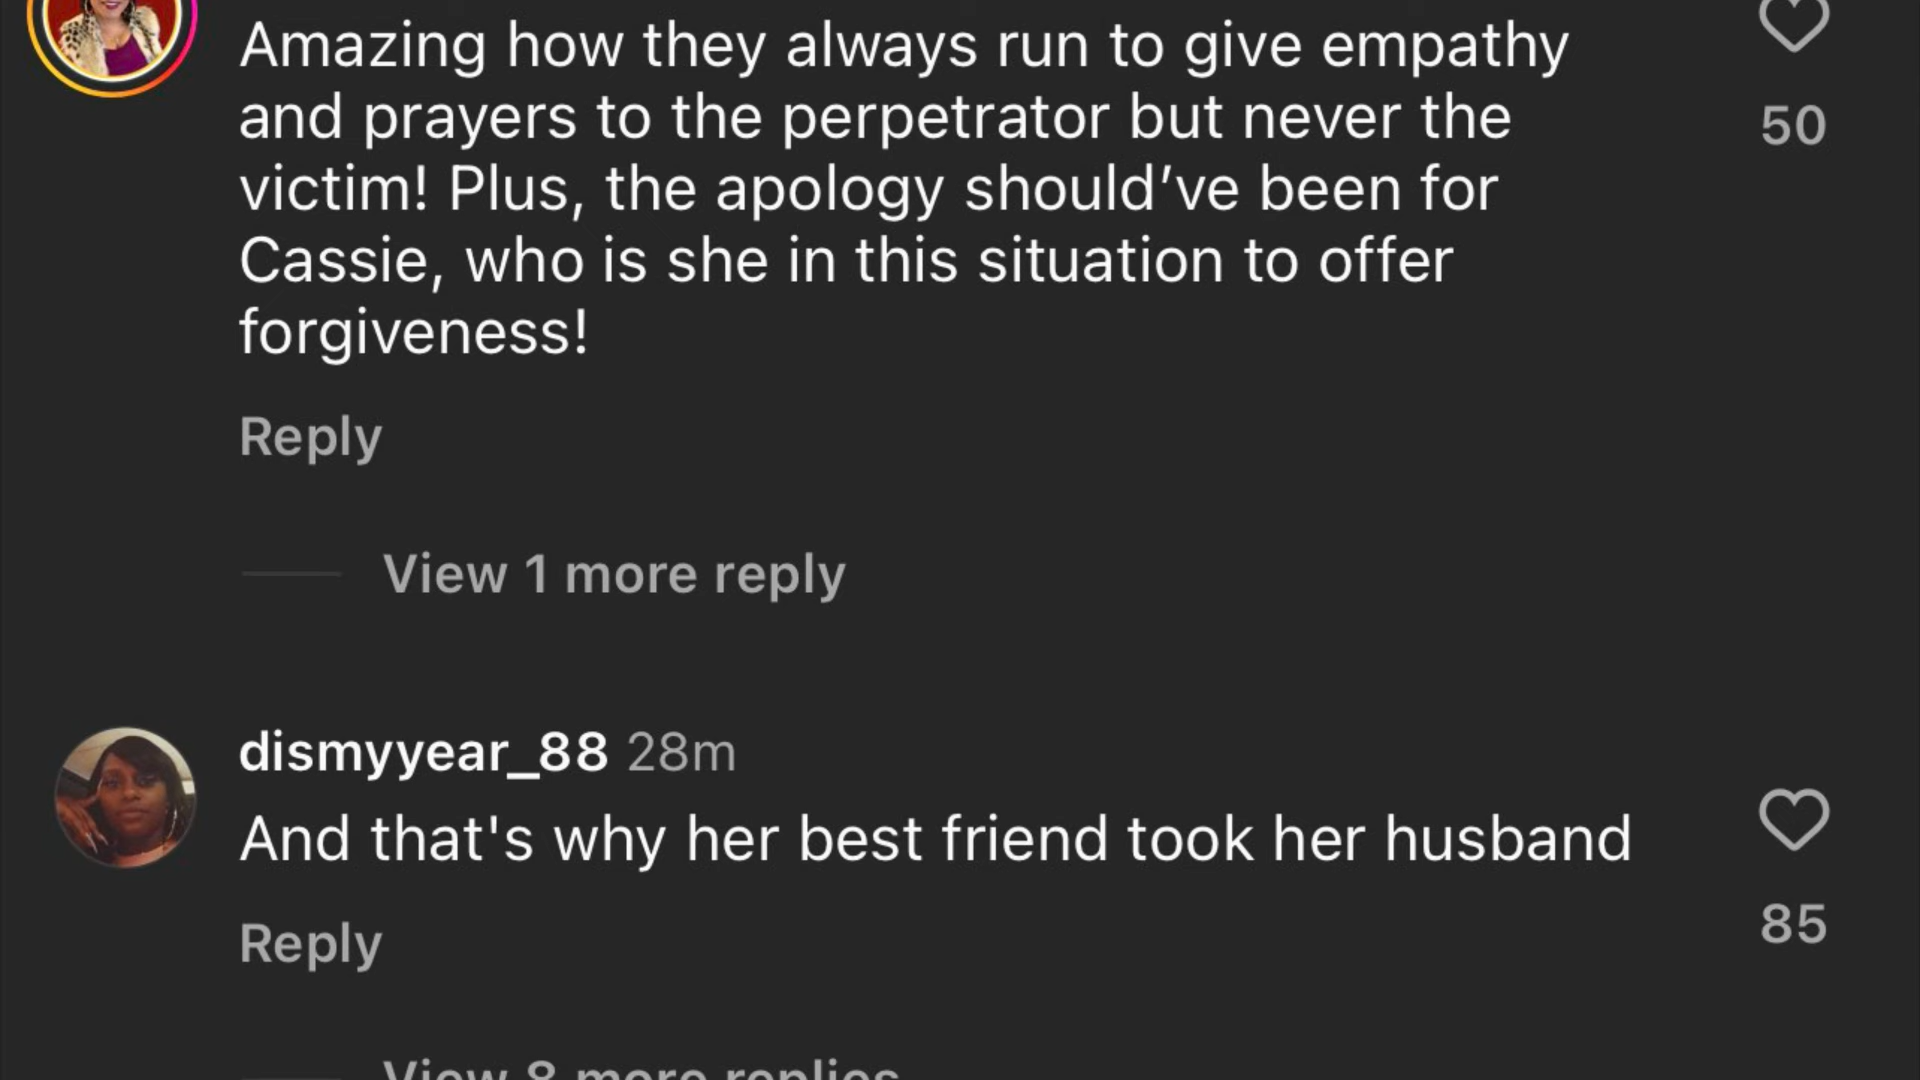 Amazing how they always run to give empathy
and prayers to the perpetrator but never the
victim! Plus, the apology should’ve been for
Cassie, who is she in this situation to offer
forgiveness!
50
Reply
View 1 more reply
dismyyear_88 28m
And that's why her best friend took her husband
85
Reply
View 8 more replies